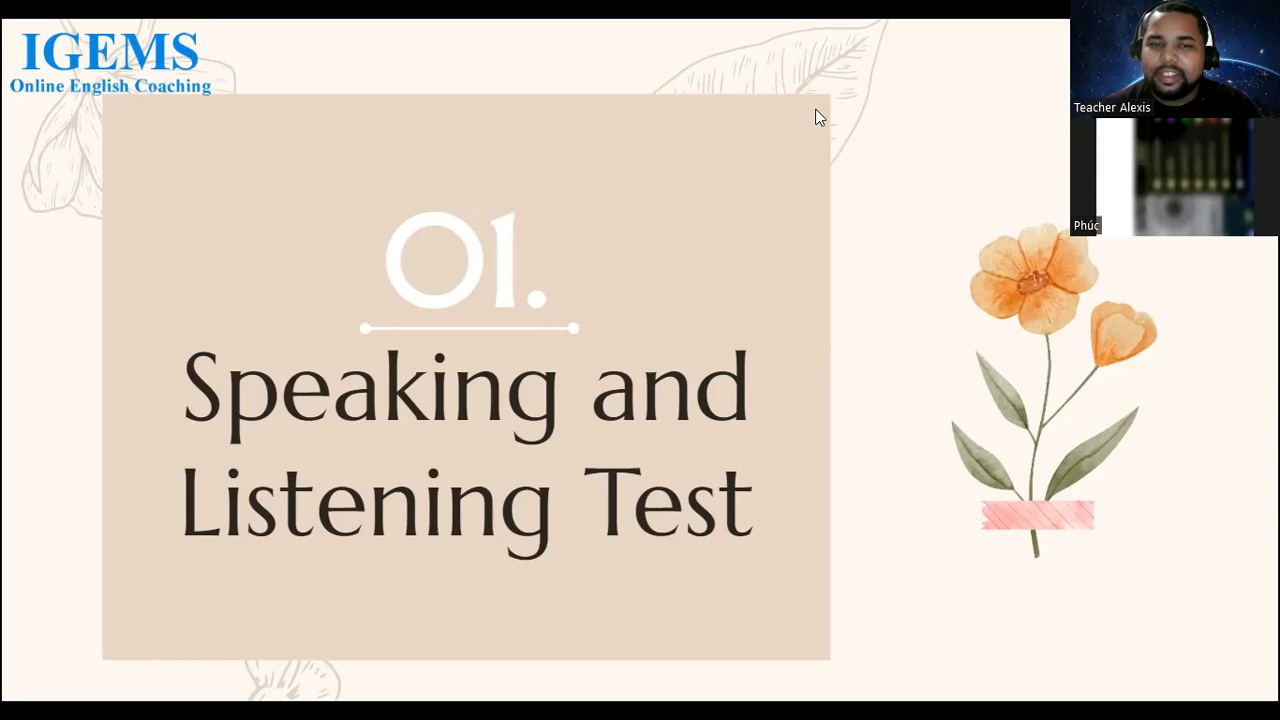 IGEMS
Online English Coaching
Teacher Alexis
Phúc
01.
Speaking and
Listening Test